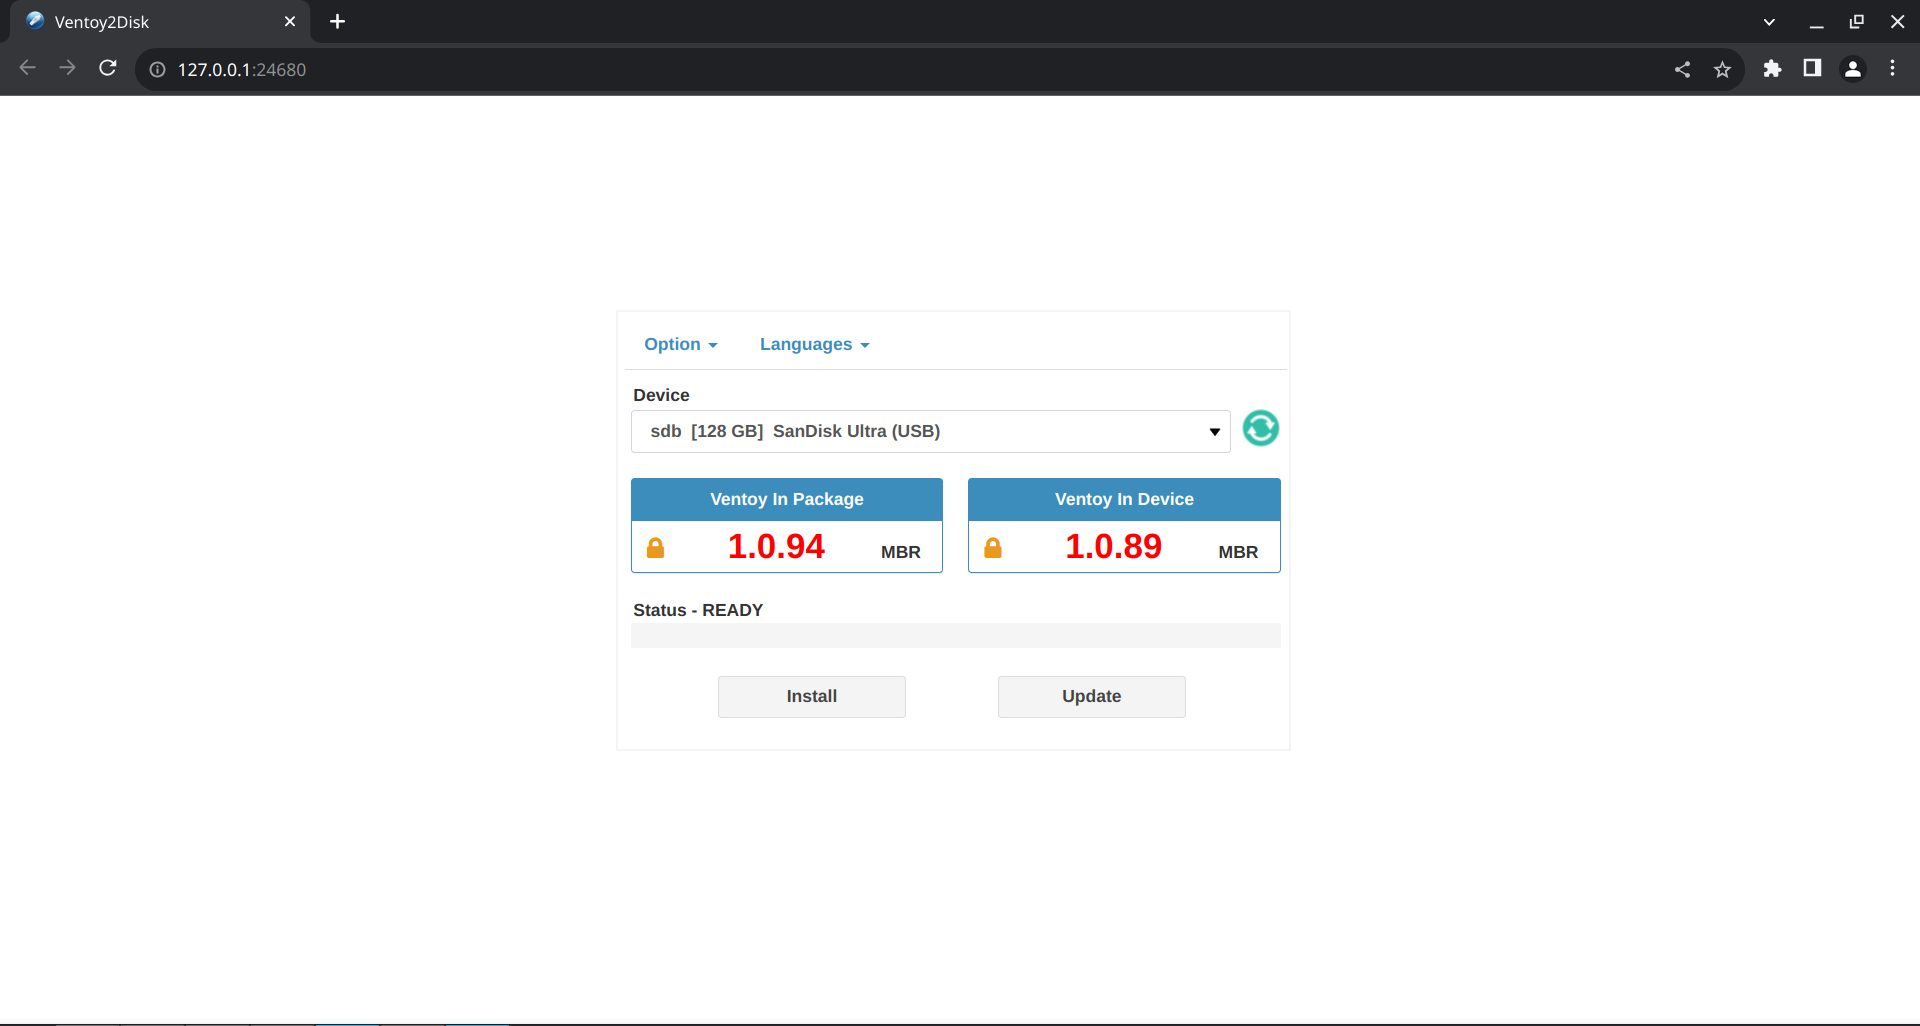 Ventoy2Disk
127.0.0.1:24680
Option Languages
Device
sdb [128 GB] SanDisk Ultra (USB)
Ventoy In Package Ventoy In Device
1.0.94 MBR 1.0.89 MBR
Status - READY
Install Update